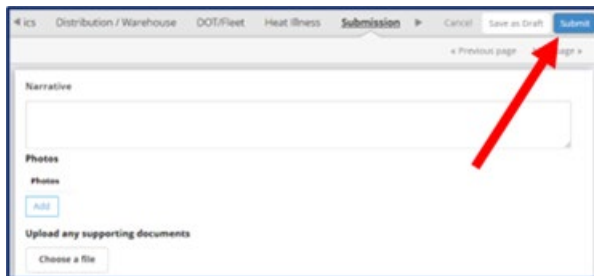 ics Distribution / Warehouse DOT/Fleet Heat Illness Submission Cancel Save as Draft Submit
« Previous page age »
Narrative
Photos
Photos
Add
Upload any supporting documents
Choose a file